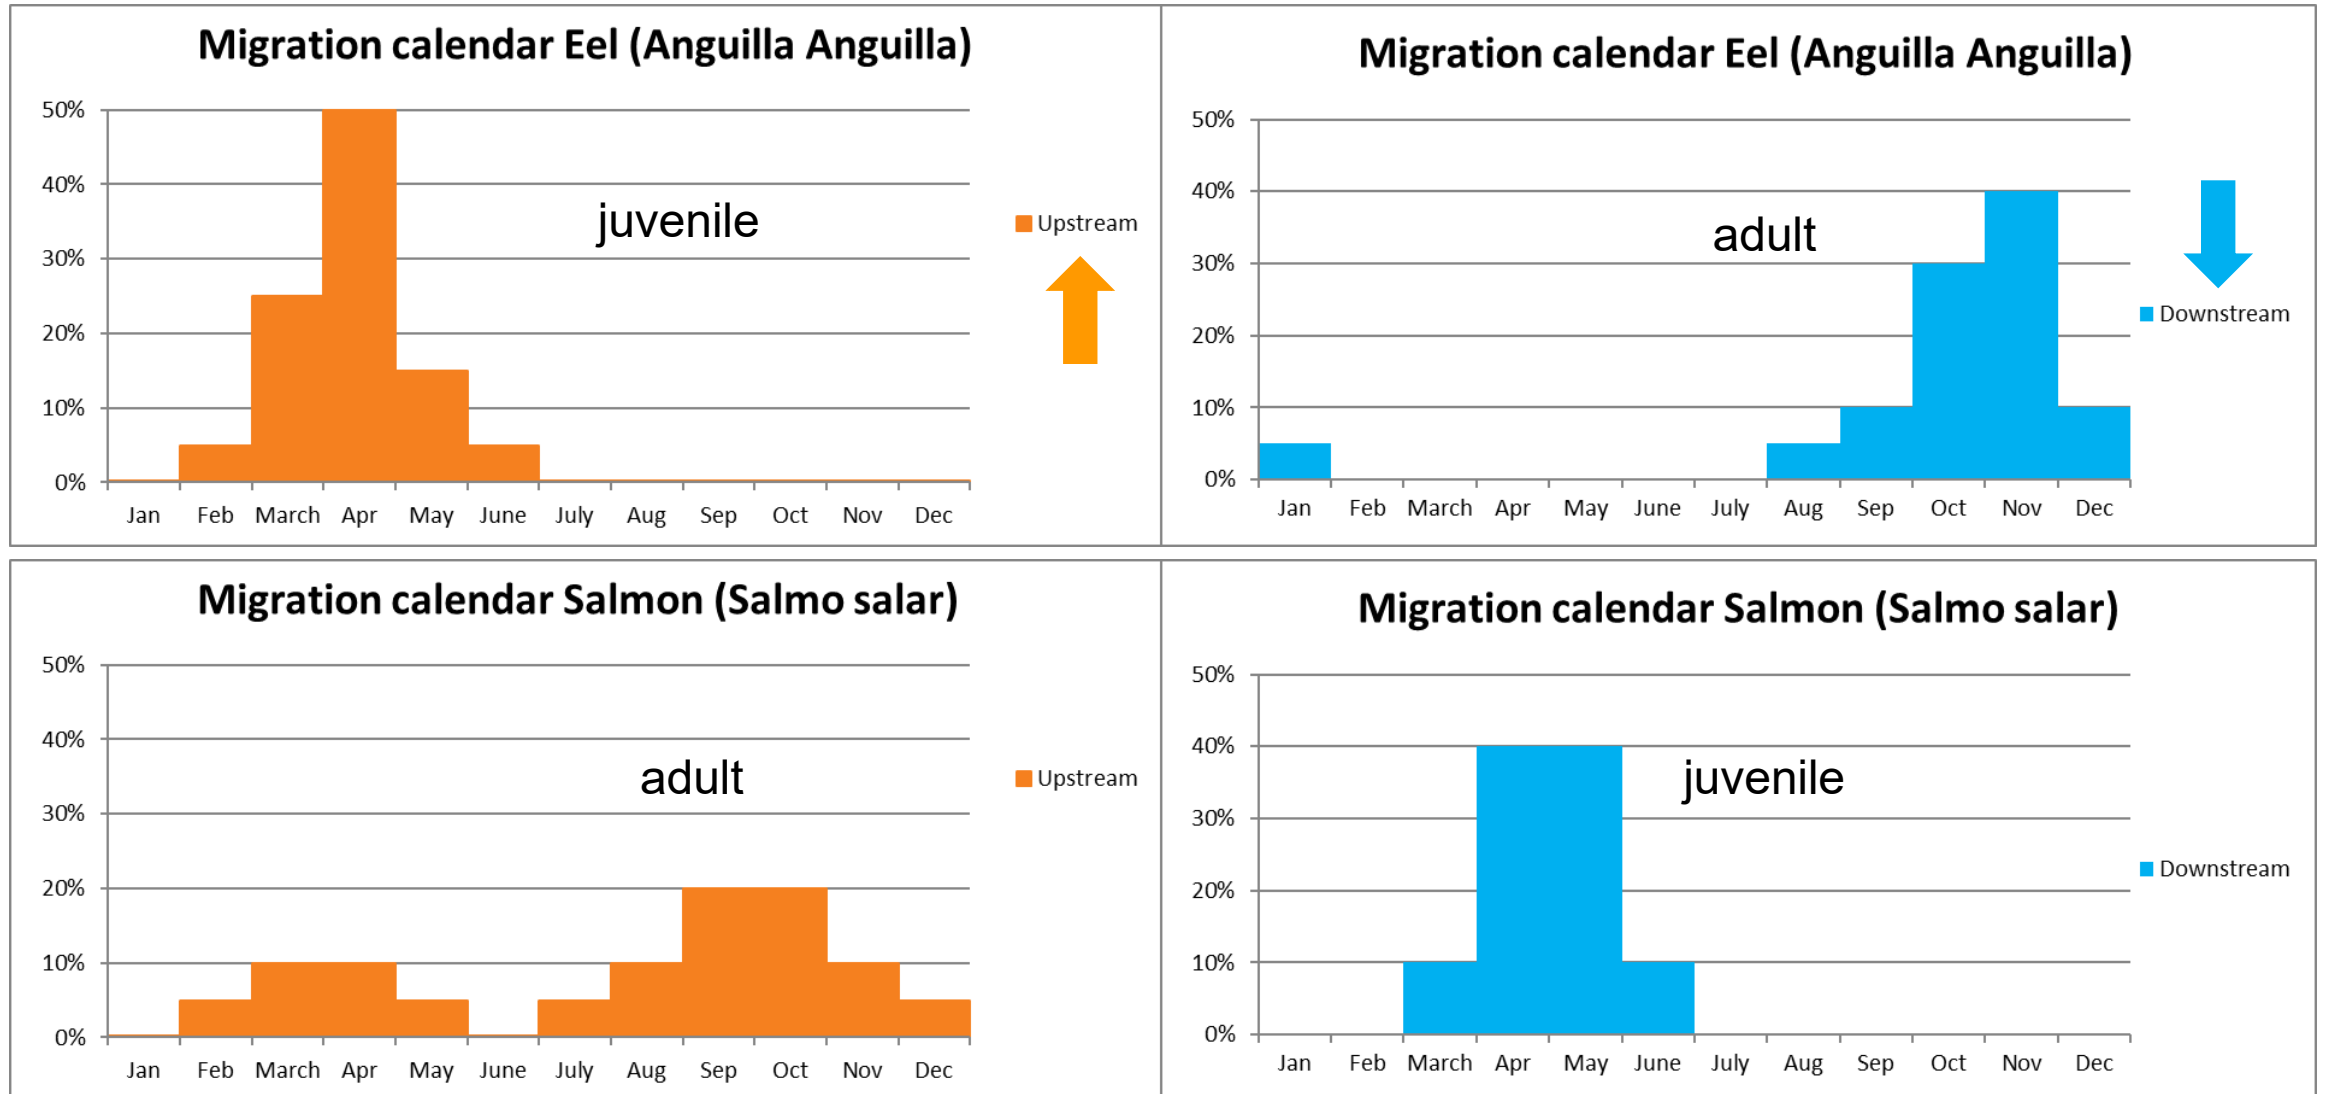 Migration calendar Eel (Anguilla Anguilla)
50%
40%
30%
20%
10%
0%
juvenile
Upstream
Jan Feb March Apr May June July Aug Sep Oct Nov Dec
Migration calendar Eel (Anguilla Anguilla)
50%
40%
30%
20%
10%
0%
adult
Downstream
Jan Feb March Apr May June July Aug Sep Oct Nov Dec
Migration calendar Salmon (Salmo salar)
50%
40%
30%
20%
10%
0%
adult
Upstream
Jan Feb March Apr May June July Aug Sep Oct Nov Dec
Migration calendar Salmon (Salmo salar)
50%
40%
30%
20%
10%
0%
juvenile
Downstream
Jan Feb March Apr May June July Aug Sep Oct Nov Dec